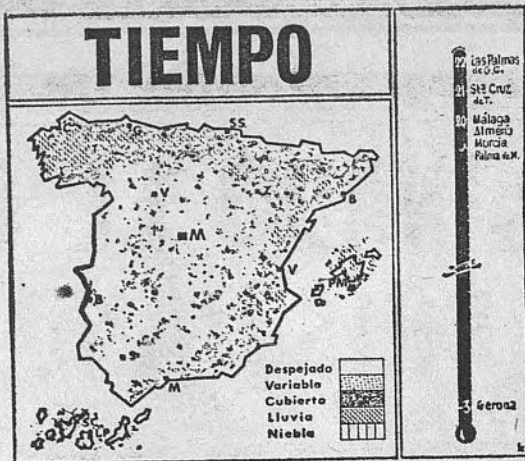 TIEMPO
G
SS.
V
B
M
V
PM
B
S
M
Despejado
Variable
Cubierto
Lluvia
Niebla
22 Las Palmas
de G.C.
21 Sta Cruz
de T.
20 Málaga
Almería
Murcia
Palma de M.
-3 Gerona